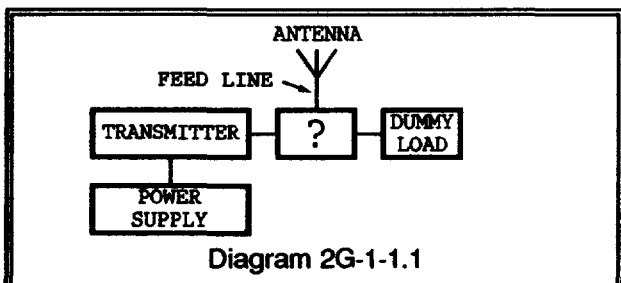 ANTENNA
FEED LINE
TRANSMITTER
?
DUMMY
LOAD
POWER
SUPPLY
Diagram 2G-1-1.1